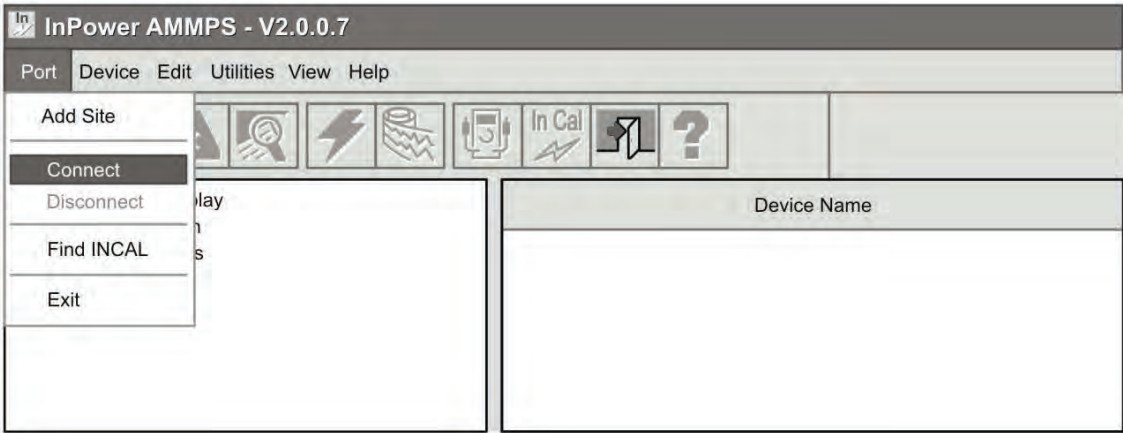 In
InPower AMMPS - V2.0.0.7
Port Device Edit Utilities View Help
Add Site
In Cal
?
Connect
Disconnect
Device Name
Find INCAL
Exit